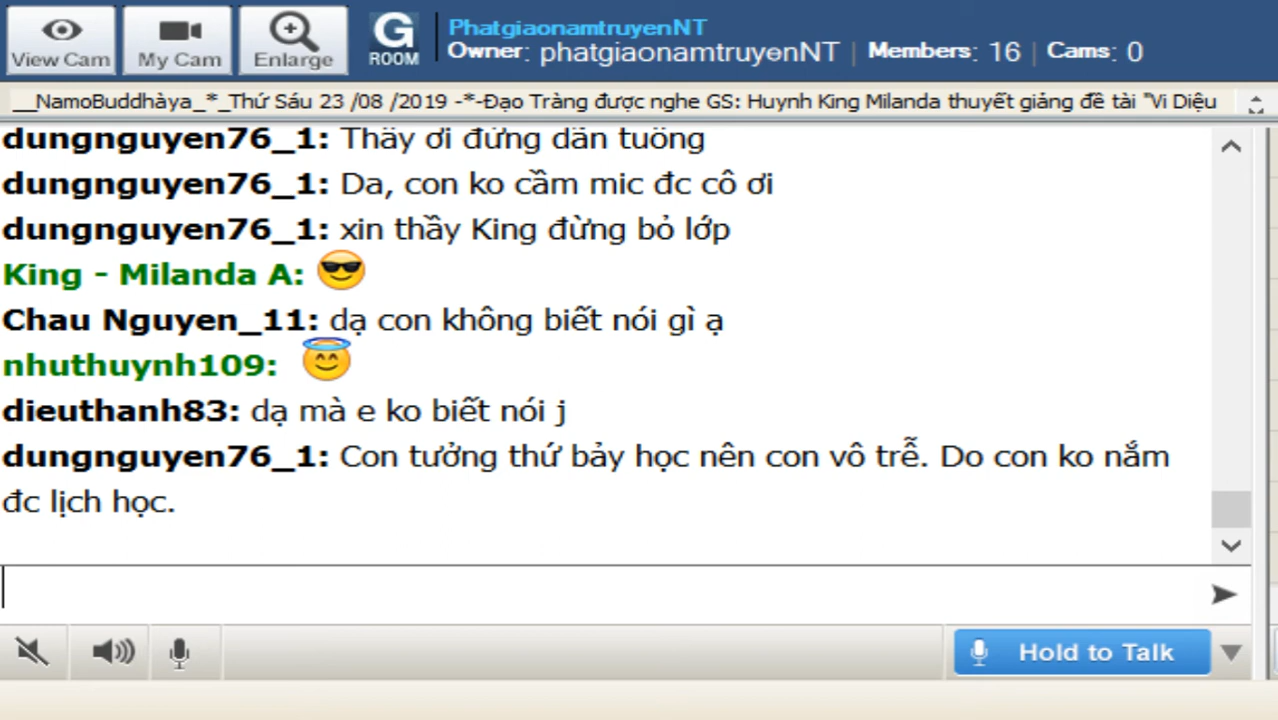 View Cam
My Cam
Enlarge
G
ROOM
PhatgiaonamtruyenNT
Owner: phatgiaonamtruyenNT | Members: 16 | Cams: 0
__NamoBuddhàya_*_Thứ Sáu 23 /08 /2019 -*-Đạo Tràng được nghe GS: Huynh King Milanda thuyết giảng đề tài "Vi Diệu
dungnguyen76_1: Thầy ơi đừng dẫn tuồng
dungnguyen76_1: Da, con ko cầm mic đc cô ơi
dungnguyen76_1: xin thầy King đừng bỏ lớp
King - Milanda A:
Chau Nguyen_11: dạ con không biết nói gì ạ
nhuthuynh109:
dieuthanh83: dạ mà e ko biết nói j
dungnguyen76_1: Con tưởng thứ bảy học nên con vô trễ. Do con ko nắm
đc lịch học.
Hold to Talk